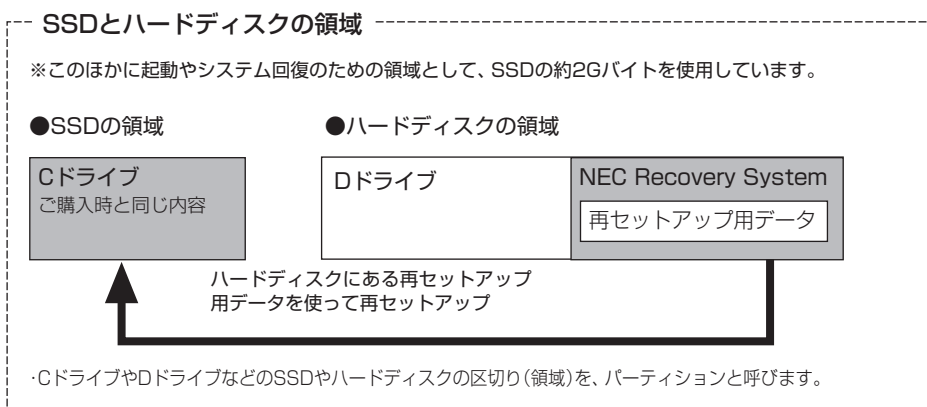 SSDとハードディスクの領域
※このほかに起動やシステム回復のための領域として、SSDの約2Gバイトを使用しています。
●SSDの領域
●ハードディスクの領域
Cドライブ
ご購入時と同じ内容
Dドライブ
NEC Recovery System
再セットアップ用データ
ハードディスクにある再セットアップ
用データを使って再セットアップ
・CドライブやDドライブなどのSSDやハードディスクの区切り（領域）を、パーティションと呼びます。